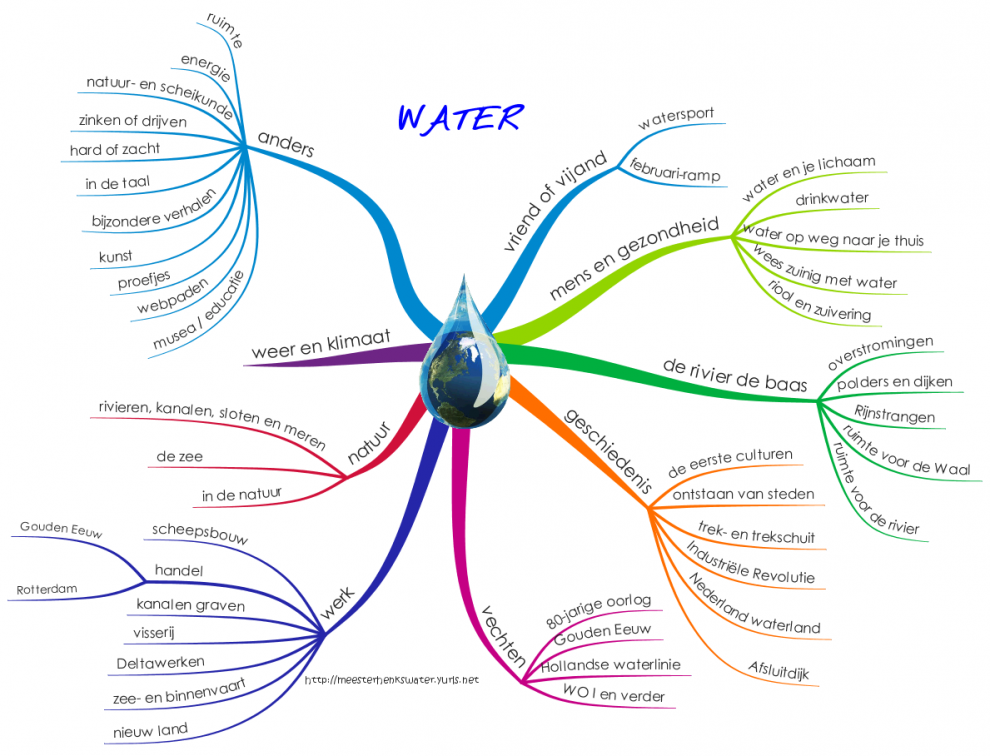 WATER
anders
ruimte
energie
natuur- en scheikunde
zinken of drijven
hard of zacht
in de taal
bijzondere verhalen
kunst
proefjes
webpaden
musea / educatie
vriend of vijand
watersport
februari-ramp
mens en gezondheid
water en je lichaam
drinkwater
water op weg naar je thuis
wees zuinig met water
riool en zuivering
de rivier de baas
overstromingen
polders en dijken
Rijnstrangen
ruimte voor de Waal
ruimte voor de rivier
geschiedenis
de eerste culturen
ontstaan van steden
trek- en trekschuit
Industriële Revolutie
Nederland waterland
Afsluitdijk
vechten
80-jarige oorlog
Gouden Eeuw
Hollandse waterlinie
WO I en verder
werk
scheepsbouw
handel
Gouden Eeuw
Rotterdam
kanalen graven
visserij
Deltawerken
zee- en binnenvaart
nieuw land
natuur
rivieren, kanalen, sloten en meren
de zee
in de natuur
weer en klimaat
http://meesterhenkswater.yurls.net